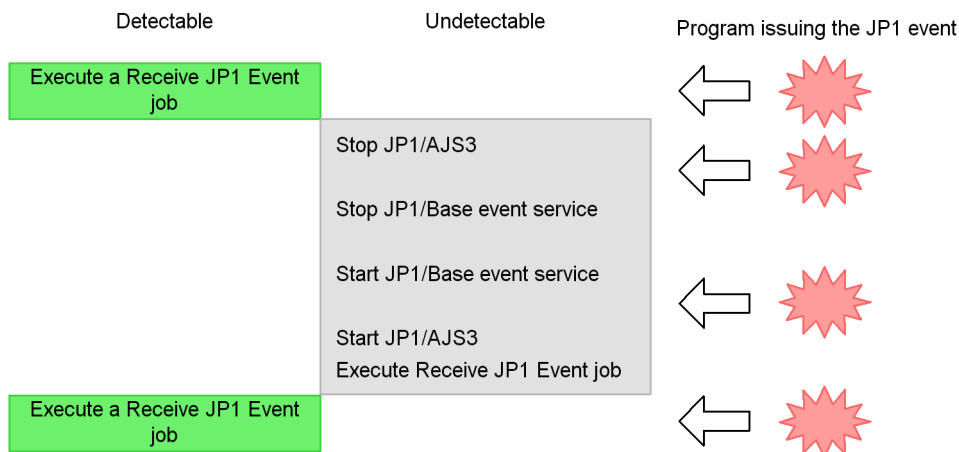 Detectable
Undetectable
Program issuing the JP1 event
Execute a Receive JP1 Event
job
Stop JP1/AJS3
Stop JP1/Base event service
Start JP1/Base event service
Start JP1/AJS3
Execute Receive JP1 Event job
Execute a Receive JP1 Event
job